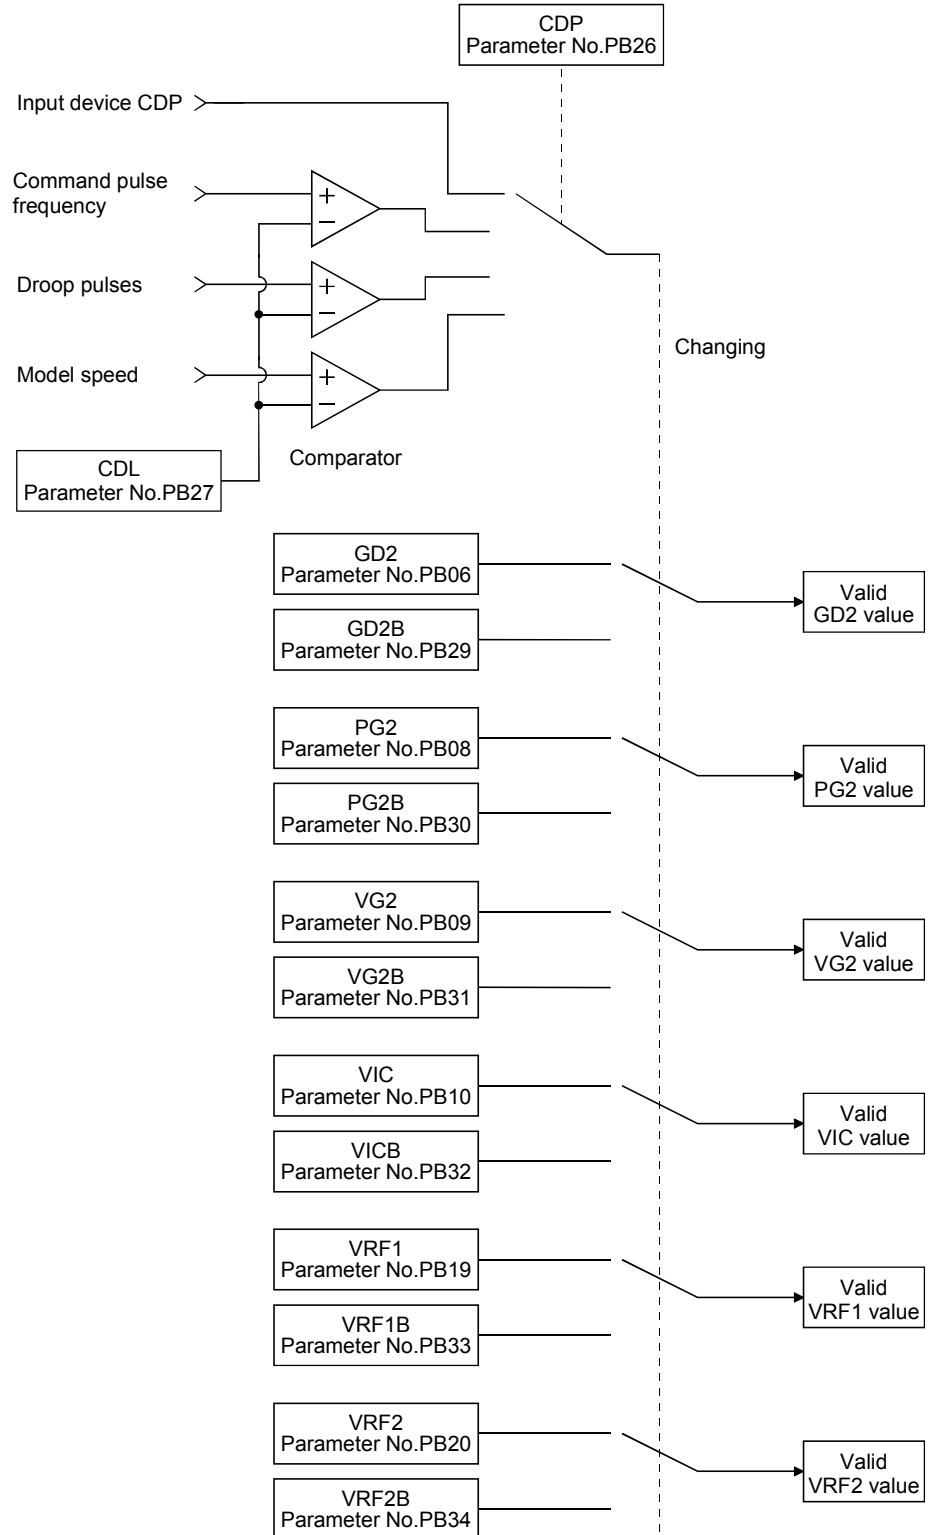 CDP
Parameter No.PB26
Input device CDP
Command pulse
frequency
+
−
Droop pulses
+
−
Changing
Model speed
+
−
Comparator
CDL
Parameter No.PB27
GD2
Parameter No.PB06
Valid
GD2 value
GD2B
Parameter No.PB29
PG2
Parameter No.PB08
Valid
PG2 value
PG2B
Parameter No.PB30
VG2
Parameter No.PB09
Valid
VG2 value
VG2B
Parameter No.PB31
VIC
Parameter No.PB10
Valid
VIC value
VICB
Parameter No.PB32
VRF1
Parameter No.PB19
Valid
VRF1 value
VRF1B
Parameter No.PB33
VRF2
Parameter No.PB20
Valid
VRF2 value
VRF2B
Parameter No.PB34